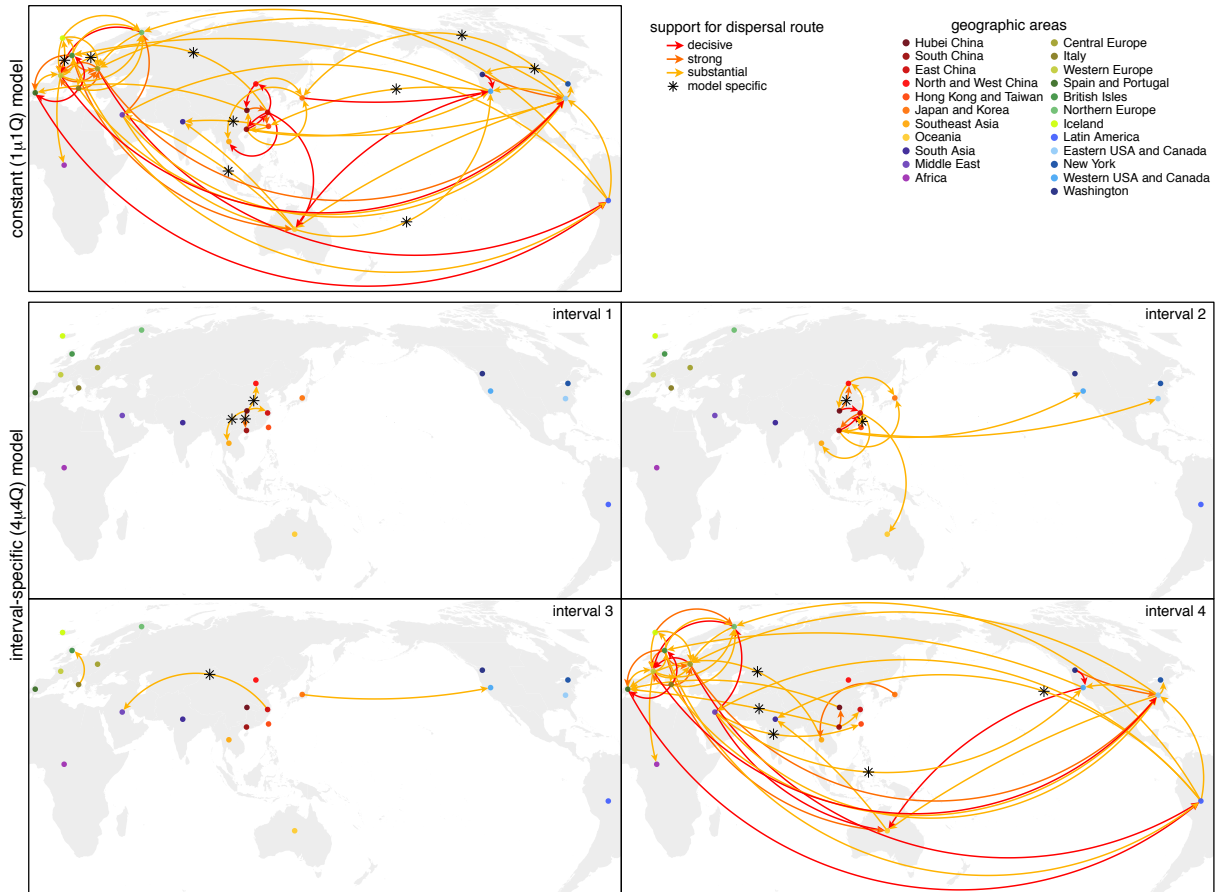 support for dispersal route
decisive
strong
substantial
model specific
geographic areas
Hubei China
South China
East China
North and West China
Hong Kong and Taiwan
Japan and Korea
Southeast Asia
Oceania
South Asia
Middle East
Africa
Central Europe
Italy
Western Europe
Spain and Portugal
British Isles
Northern Europe
Iceland
Latin America
Eastern USA and Canada
New York
Western USA and Canada
Washington
constant (1μ1Q) model
interval-specific (4μ4Q) model
interval 1
interval 2
interval 3
interval 4